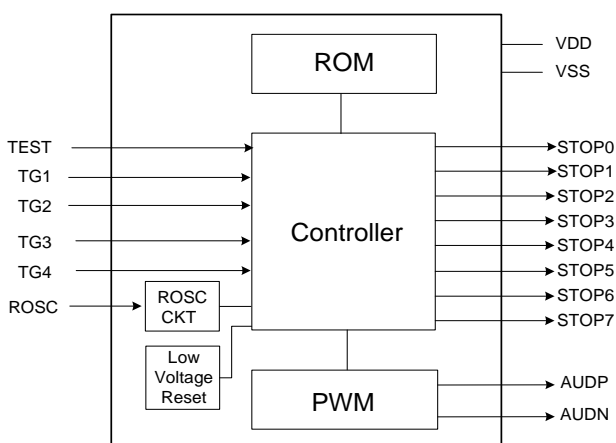 ROM
VDD
VSS
TEST
TG1
TG2
TG3
TG4
ROSC
ROSC
CKT
Low
Voltage
Reset
Controller
STOP0
STOP1
STOP2
STOP3
STOP4
STOP5
STOP6
STOP7
PWM
AUDP
AUDN